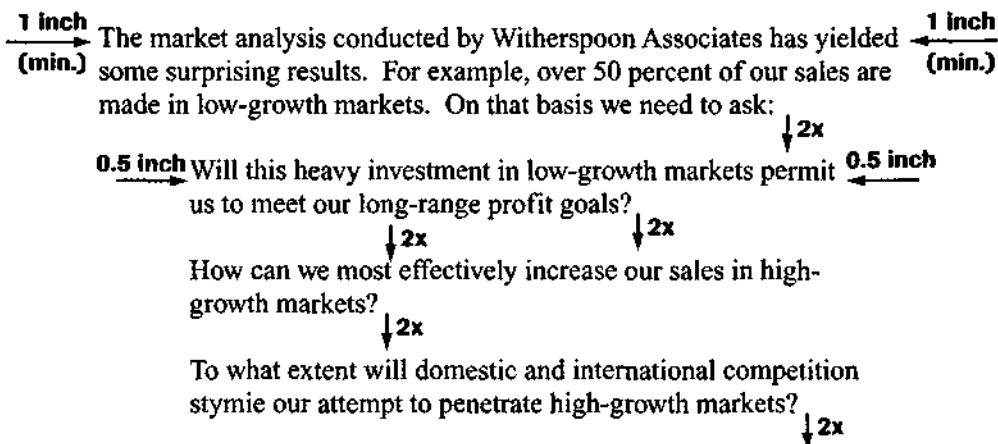 1 inch
(min.)
The market analysis conducted by Witherspoon Associates has yielded
1 inch
(min.)
some surprising results. For example, over 50 percent of our sales are
made in low-growth markets. On that basis we need to ask:
2x
0.5 inch
Will this heavy investment in low-growth markets permit
0.5 inch
us to meet our long-range profit goals?
2x
2x
How can we most effectively increase our sales in high-
growth markets?
2x
To what extent will domestic and international competition
stymie our attempt to penetrate high-growth markets?
2x